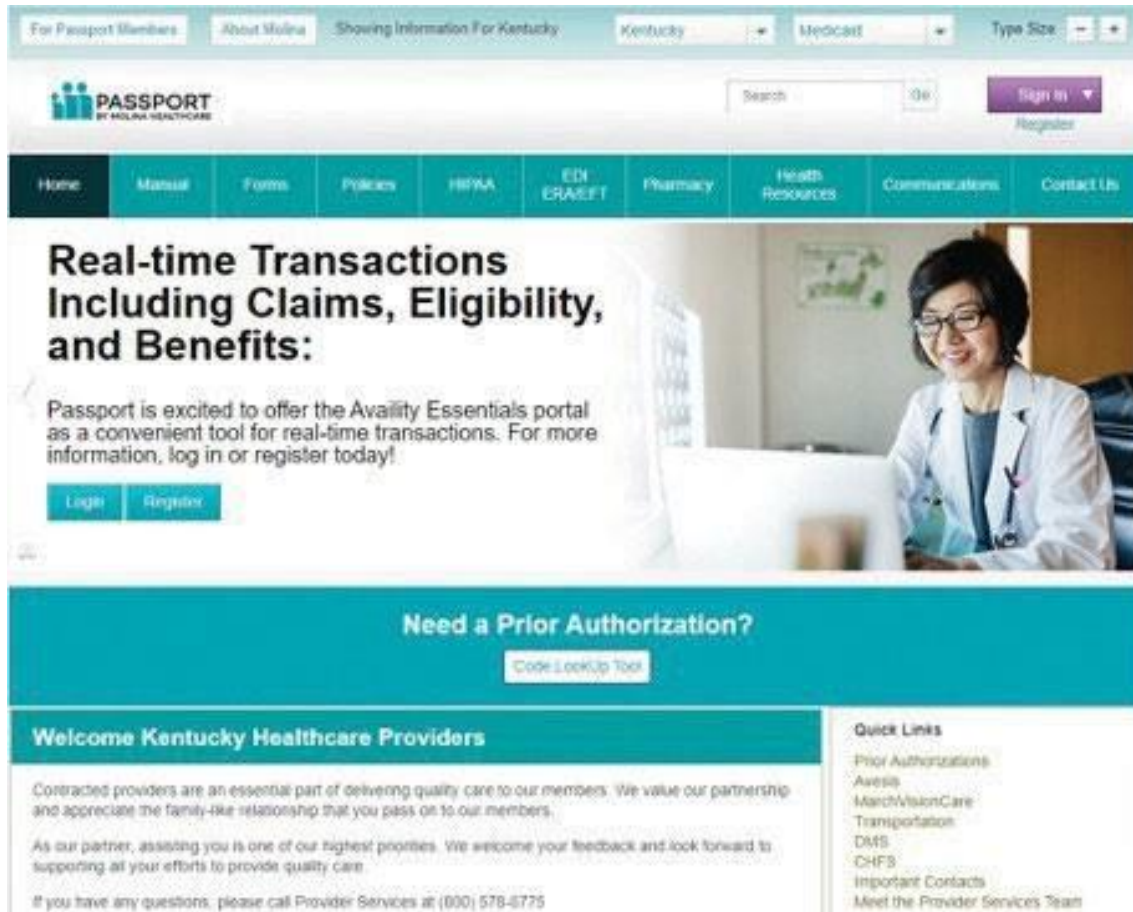 For Passport Members
About Molina
Showing Information For Kentucky
Kentucky
Medicaid
Type Size - +
PASSPORT
BY MOLINA HEALTHCARE
Search
Go
Sign In
Register
Home
Manual
Forms
Policies
HIPAA
EDI
ERA/EFT
Pharmacy
Health
Resources
Communications
Contact Us
Real-time Transactions
Including Claims, Eligibility,
and Benefits:
Passport is excited to offer the Availity Essentials portal
as a convenient tool for real-time transactions. For more
information, log in or register today!
Login
Register
Need a Prior Authorization?
Code LookUp Tool
Welcome Kentucky Healthcare Providers
Contracted providers are an essential part of delivering quality care to our members. We value our partnership
and appreciate the family-like relationship that you pass on to our members.
As our partner, assisting you is one of our highest priorities. We welcome your feedback and look forward to
supporting all your efforts to provide quality care.
If you have any questions, please call Provider Services at (800) 578-0775
Quick Links
Prior Authorizations
Avesis
MarchVisionCare
Transportation
DMS
CHFS
Important Contacts
Meet the Provider Services Team